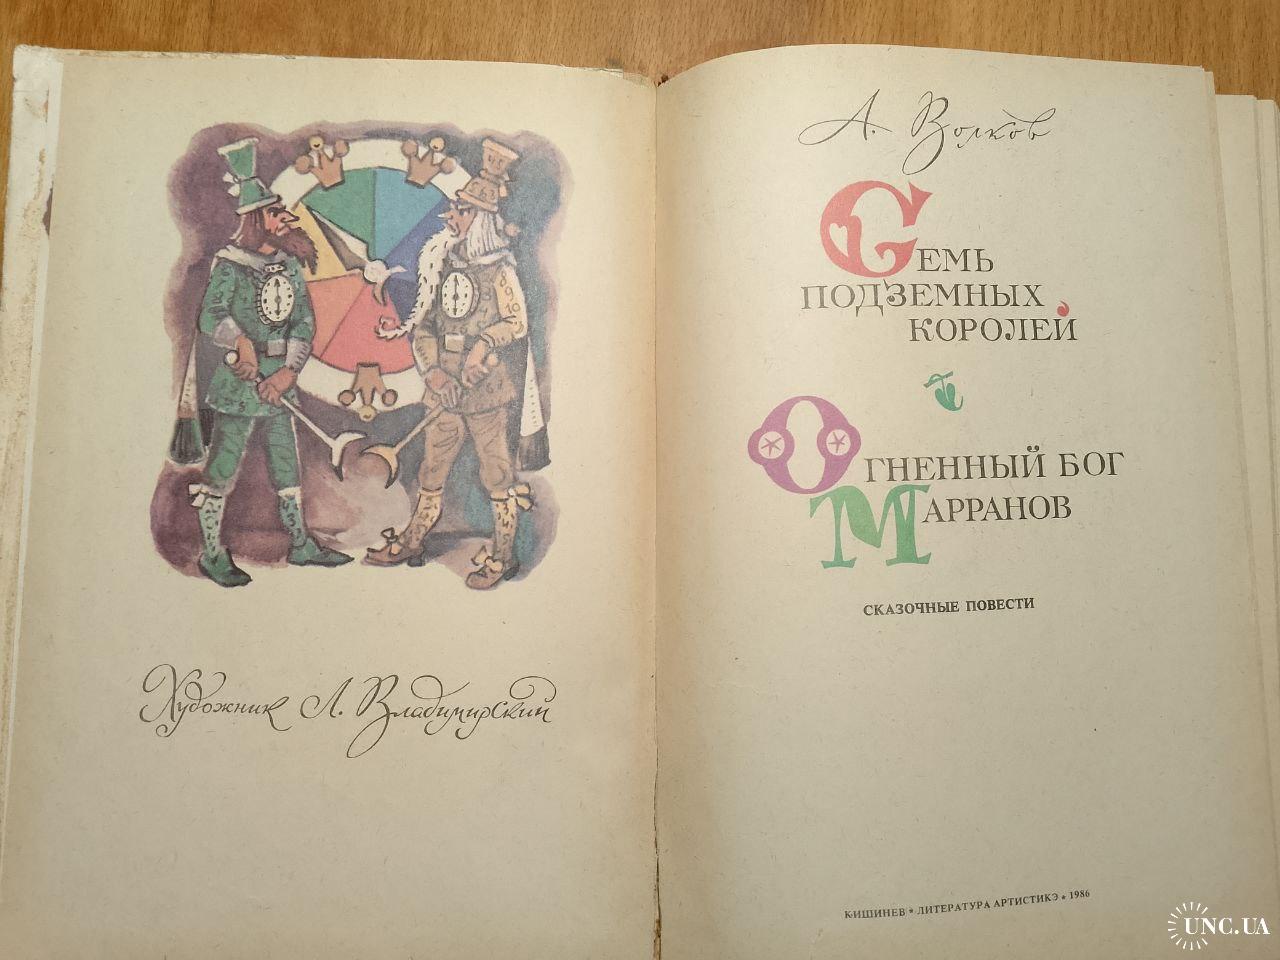 Художник Л. Владимирский
А. Волков
Семь
подземных
королей
Огненный бог
Марранов
СКАЗОЧНЫЕ ПОВЕСТИ
КИШИНЕВ * ЛИТЕРАТУРА АРТИСТИКЭ * 1986
UNC.UA